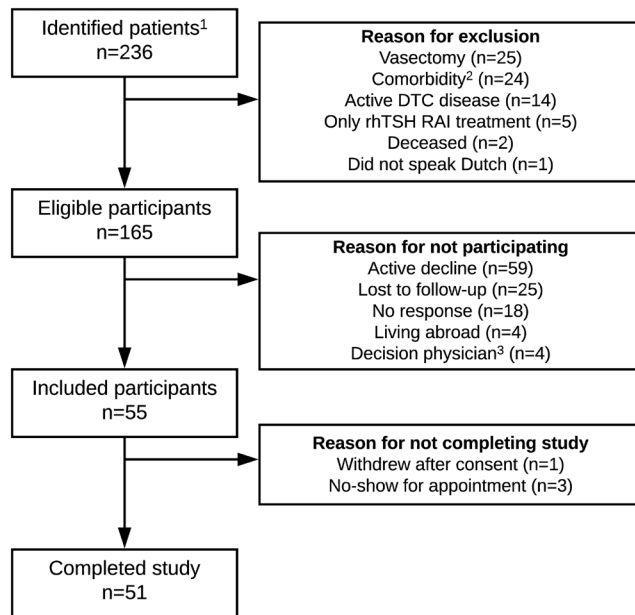 Identified patients¹
n=236
Reason for exclusion
Vasectomy (n=25)
Comorbidity² (n=24)
Active DTC disease (n=14)
Only rhTSH RAI treatment (n=5)
Deceased (n=2)
Did not speak Dutch (n=1)
Eligible participants
n=165
Reason for not participating
Active decline (n=59)
Lost to follow-up (n=25)
No response (n=18)
Living abroad (n=4)
Decision physician³ (n=4)
Included participants
n=55
Reason for not completing study
Withdrew after consent (n=1)
No-show for appointment (n=3)
Completed study
n=51